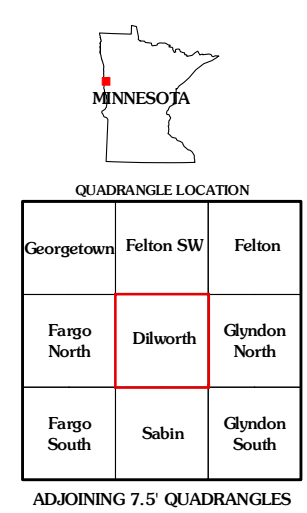 MINNESOTA
QUADRANGLE LOCATION
Georgetown Felton SW Felton
Fargo North Dilworth Glyndon North
Fargo South Sabin Glyndon South
ADJOINING 7.5' QUADRANGLES